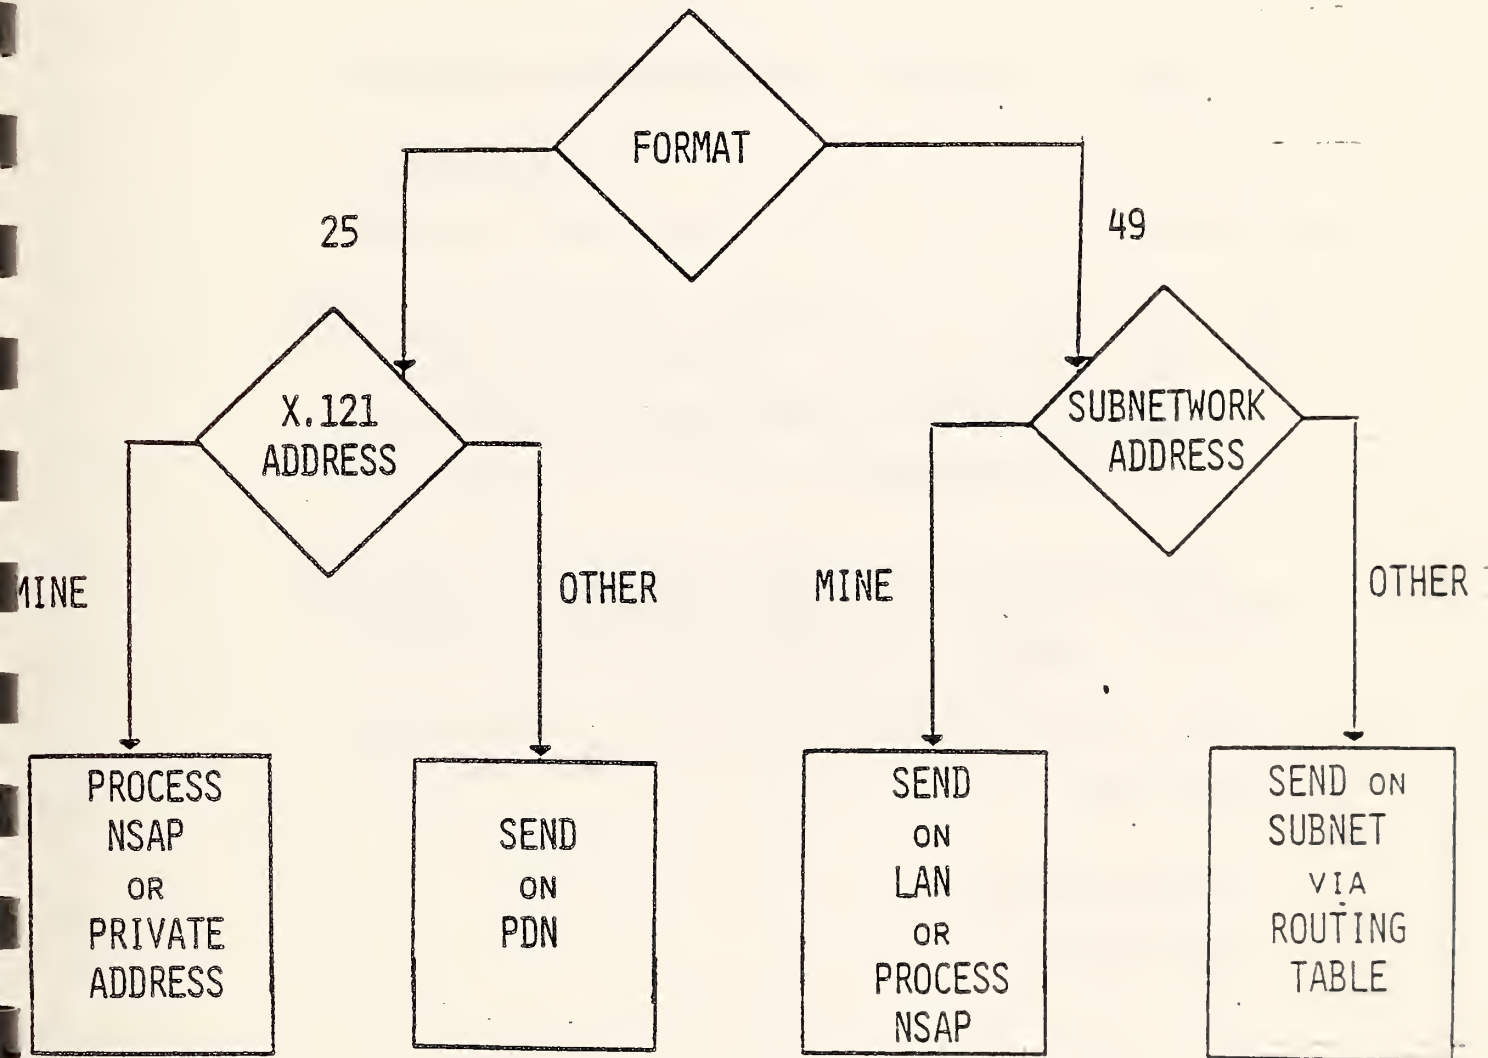 FORMAT
25
49
X.121
ADDRESS
SUBNETWORK
ADDRESS
MINE
OTHER
MINE
OTHER
PROCESS
NSAP
OR
PRIVATE
ADDRESS
SEND
ON
PDN
SEND
ON
LAN
OR
PROCESS
NSAP
SEND ON
SUBNET
VIA
ROUTING
TABLE